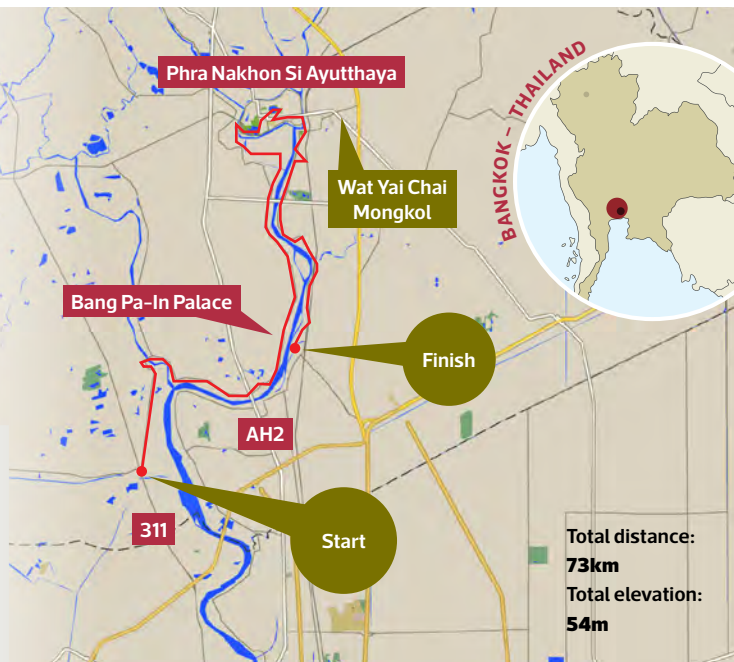 Phra Nakhon Si Ayutthaya
BANGKOK – THAILAND
Wat Yai Chai
Mongkol
Bang Pa-In Palace
Finish
AH2
311
Start
Total distance:
73km
Total elevation:
54m